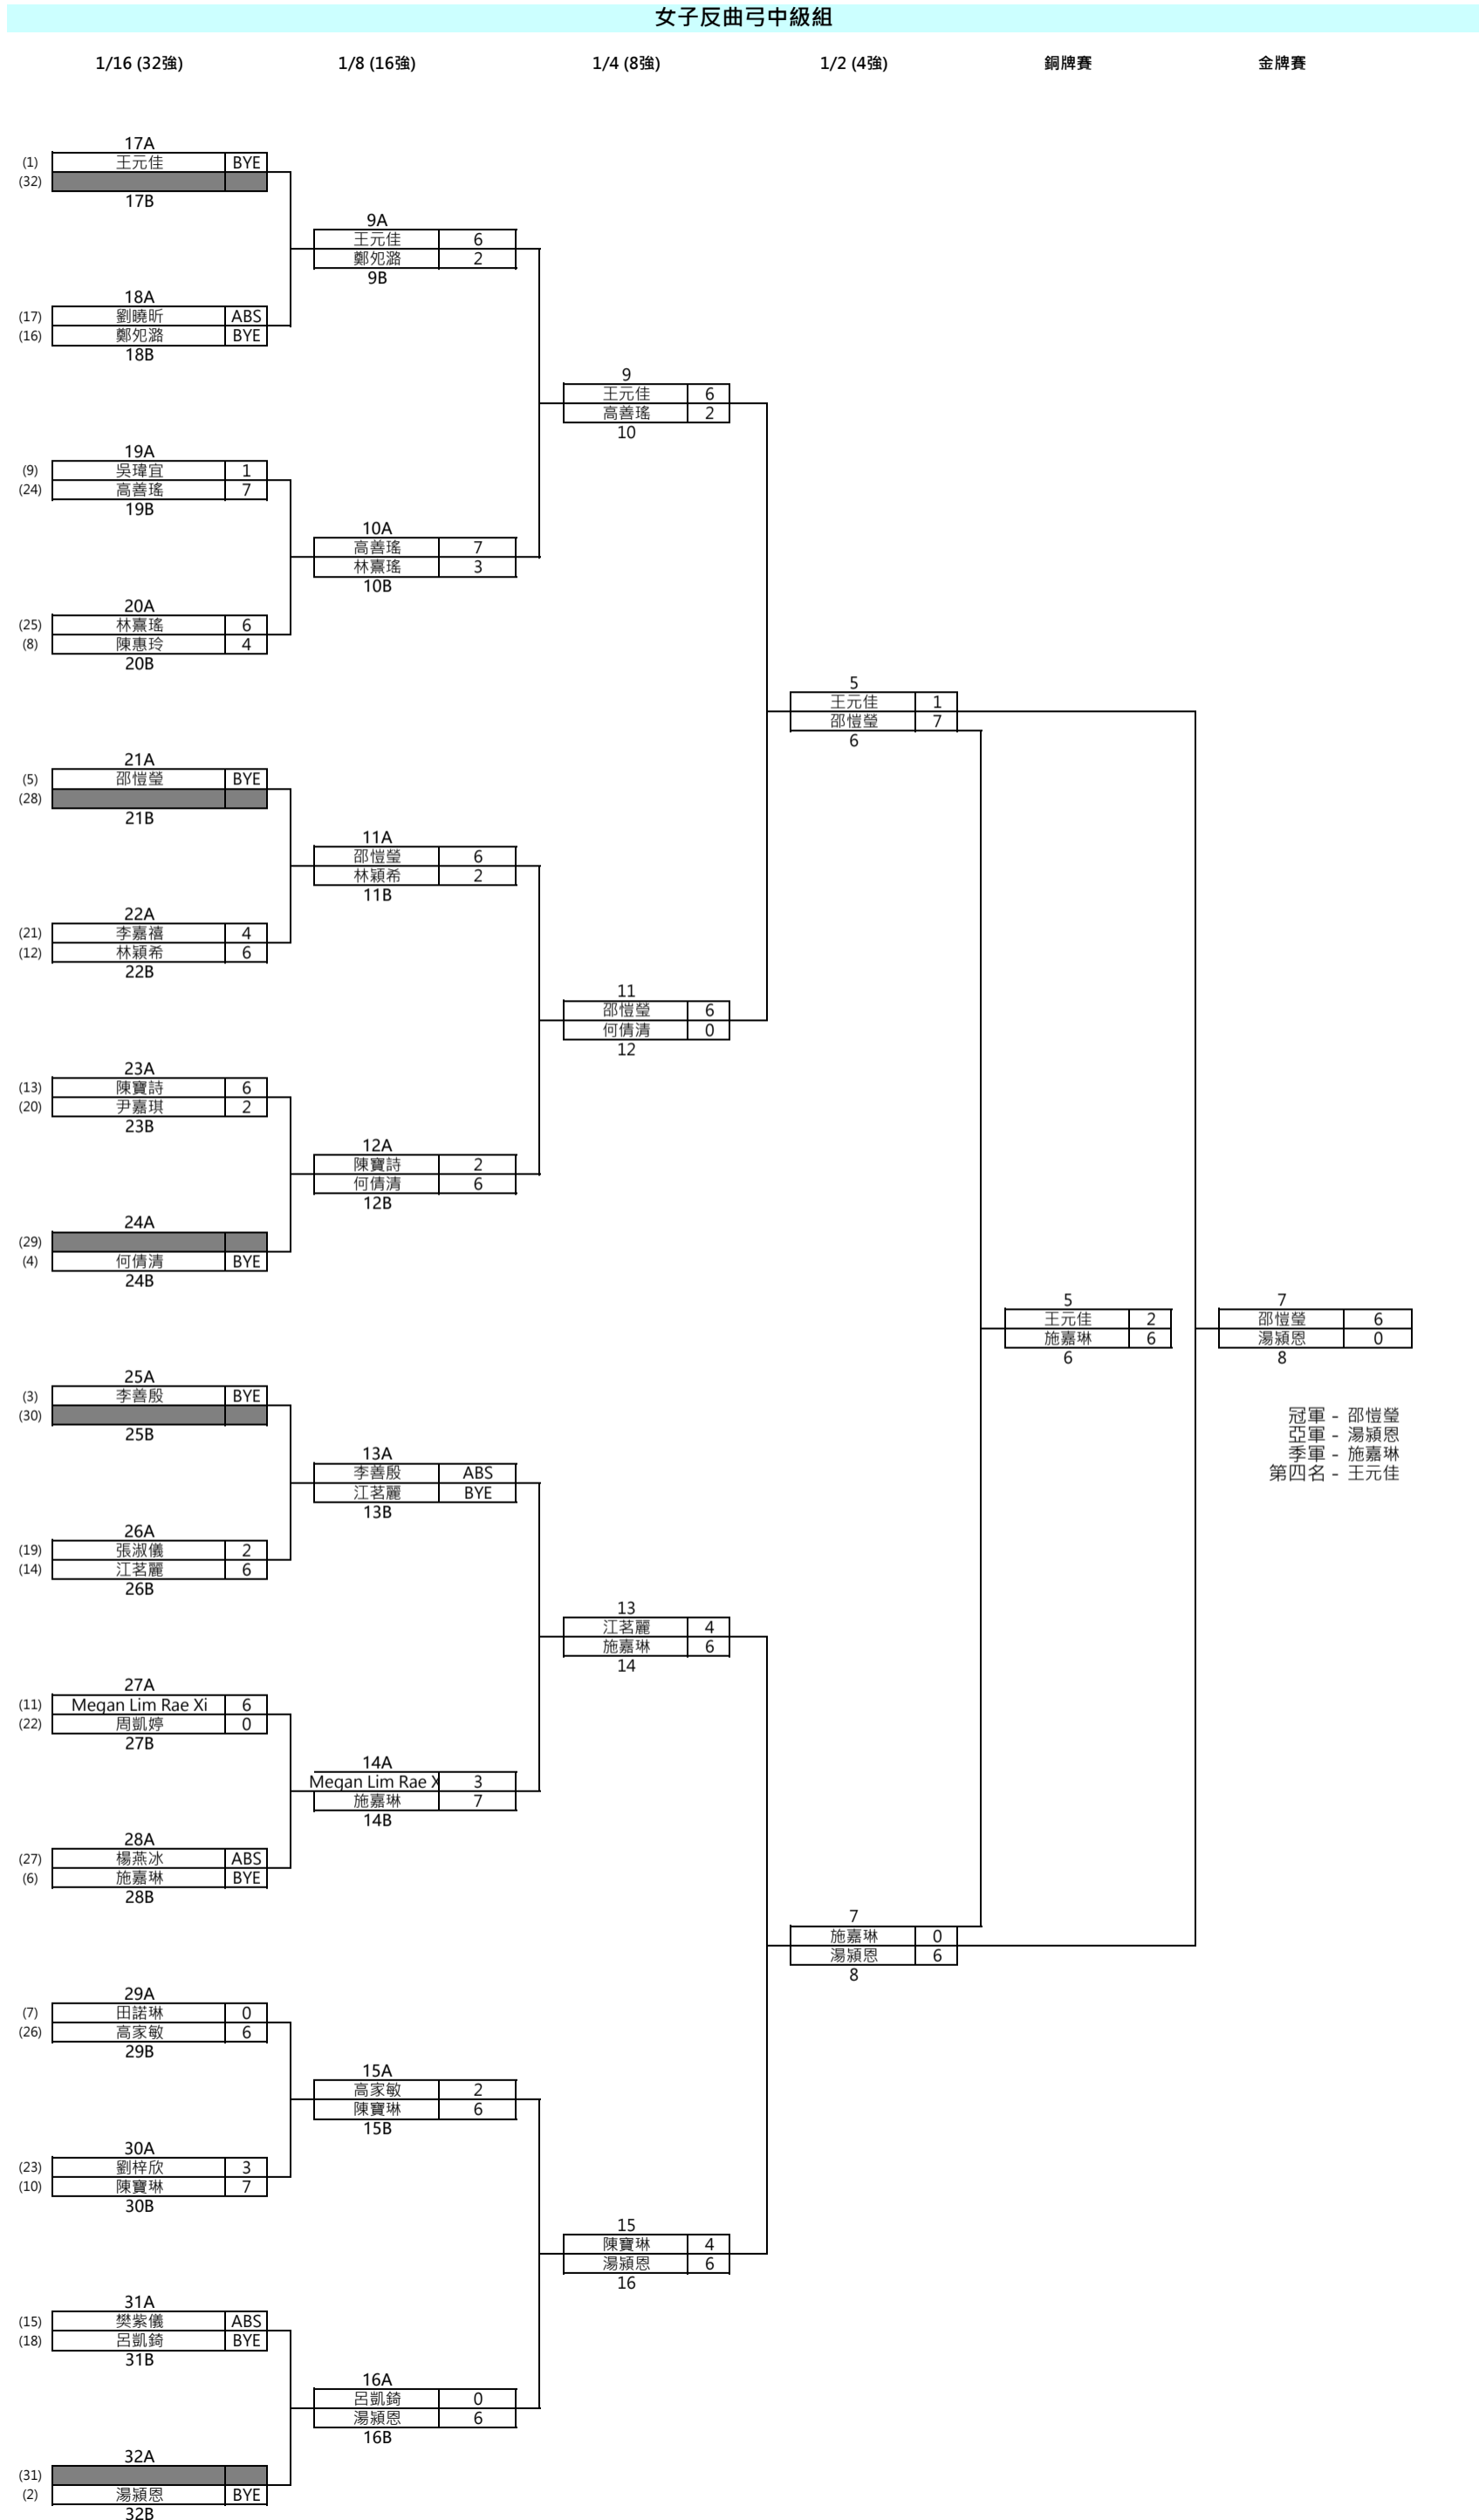 女子反曲弓中級組
1/16 (32強) 1/8 (16強) 1/4 (8強) 1/2 (4強) 銅牌賽 金牌賽
17A
(1) 王元佳 BYE
(32)
17B
9A
王元佳 6
鄭夗潞 2
9B
18A
(17) 劉曉昕 ABS
(16) 鄭夗潞 BYE
18B
9
王元佳 6
高善瑤 2
10
19A
(9) 吳瑋宜 1
(24) 高善瑤 7
19B
10A
高善瑤 7
林熹瑤 3
10B
20A
(25) 林熹瑤 6
(8) 陳惠玲 4
20B
5
王元佳 1
邵愷瑩 7
6
21A
(5) 邵愷瑩 BYE
(28)
21B
11A
邵愷瑩 6
林穎希 2
11B
22A
(21) 李嘉禧 4
(12) 林穎希 6
22B
11
邵愷瑩 6
何倩清 0
12
23A
(13) 陳寶詩 6
(20) 尹嘉琪 2
23B
12A
陳寶詩 2
何倩清 6
12B
24A
(29)
(4) 何倩清 BYE
24B
5
王元佳 2
施嘉琳 6
6
7
邵愷瑩 6
湯潁恩 0
8
冠軍 - 邵愷瑩
亞軍 - 湯潁恩
季軍 - 施嘉琳
第四名 - 王元佳
25A
(3) 李善殷 BYE
(30)
25B
13A
李善殷 ABS
江茗麗 BYE
13B
26A
(19) 張淑儀 2
(14) 江茗麗 6
26B
13
江茗麗 4
施嘉琳 6
14
27A
(11) Megan Lim Rae Xi 6
(22) 周凱婷 0
27B
14A
Megan Lim Rae X 3
施嘉琳 7
14B
28A
(27) 楊燕冰 ABS
(6) 施嘉琳 BYE
28B
7
施嘉琳 0
湯潁恩 6
8
29A
(7) 田諾琳 0
(26) 高家敏 6
29B
15A
高家敏 2
陳寶琳 6
15B
30A
(23) 劉梓欣 3
(10) 陳寶琳 7
30B
15
陳寶琳 4
湯潁恩 6
16
31A
(15) 樊紫儀 ABS
(18) 呂凱錡 BYE
31B
16A
呂凱錡 0
湯潁恩 6
16B
32A
(31)
(2) 湯潁恩 BYE
32B